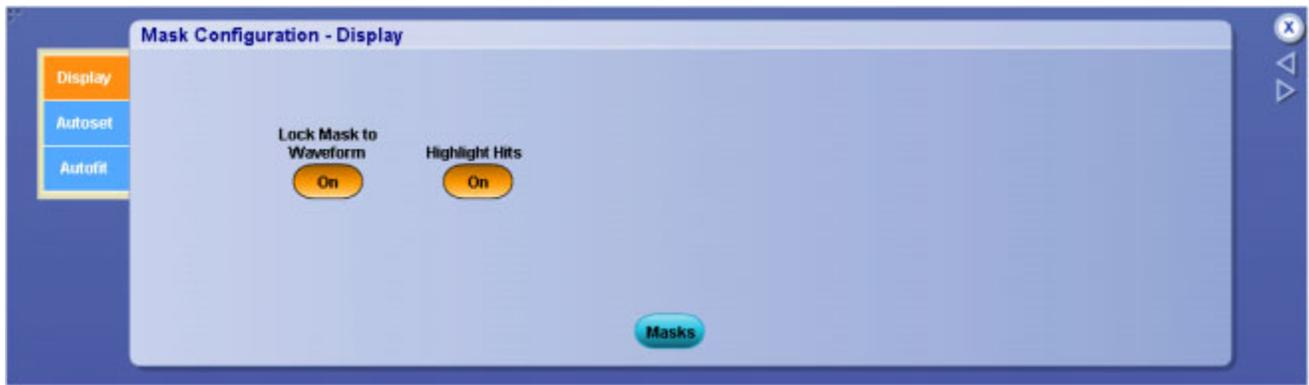 Mask Configuration - Display
X
Display
Autoset
Autofit
Lock Mask to
Waveform
On
Highlight Hits
On
Masks